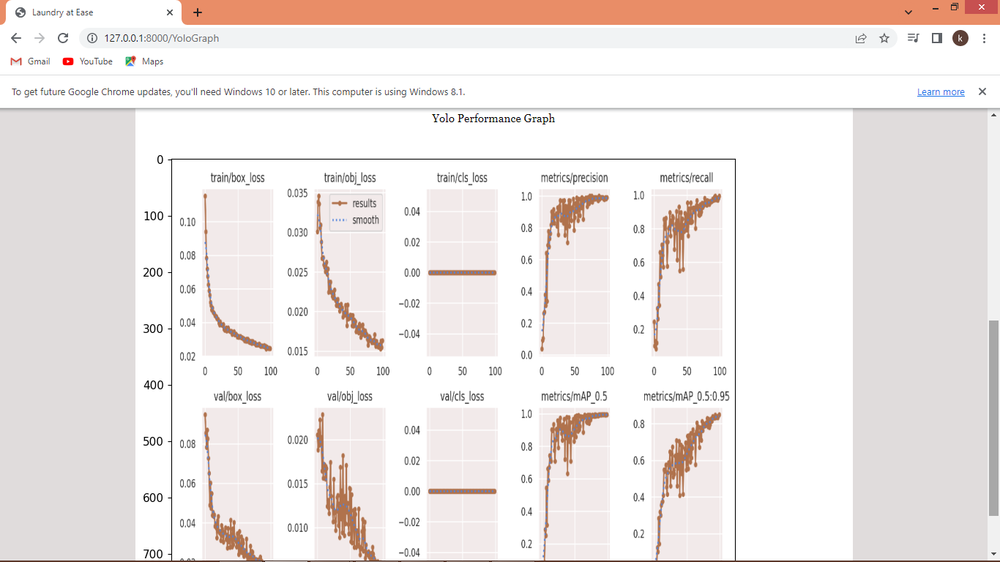 Laundry at Ease
127.0.0.1:8000/YoloGraph
k
Gmail YouTube Maps
To get future Google Chrome updates, you'll need Windows 10 or later. This computer is using Windows 8.1. Learn more
Yolo Performance Graph
0
100
200
300
400
500
600
700
train/box_loss
0.10
0.08
0.06
0.04
0.02
0 50 100
train/obj_loss
results
smooth
0.035
0.030
0.025
0.020
0.015
0 50 100
train/cls_loss
0.04
0.02
0.00
−0.02
−0.04
0 50 100
metrics/precision
1.0
0.8
0.6
0.4
0.2
0.0
0 50 100
metrics/recall
1.0
0.8
0.6
0.4
0.2
0 50 100
val/box_loss
0.08
0.06
0.04
val/obj_loss
0.020
0.015
0.010
val/cls_loss
0.04
0.02
0.00
−0.02
−0.04
metrics/mAP_0.5
1.0
0.8
0.6
0.4
0.2
metrics/mAP_0.5:0.95
0.8
0.6
0.4
0.2